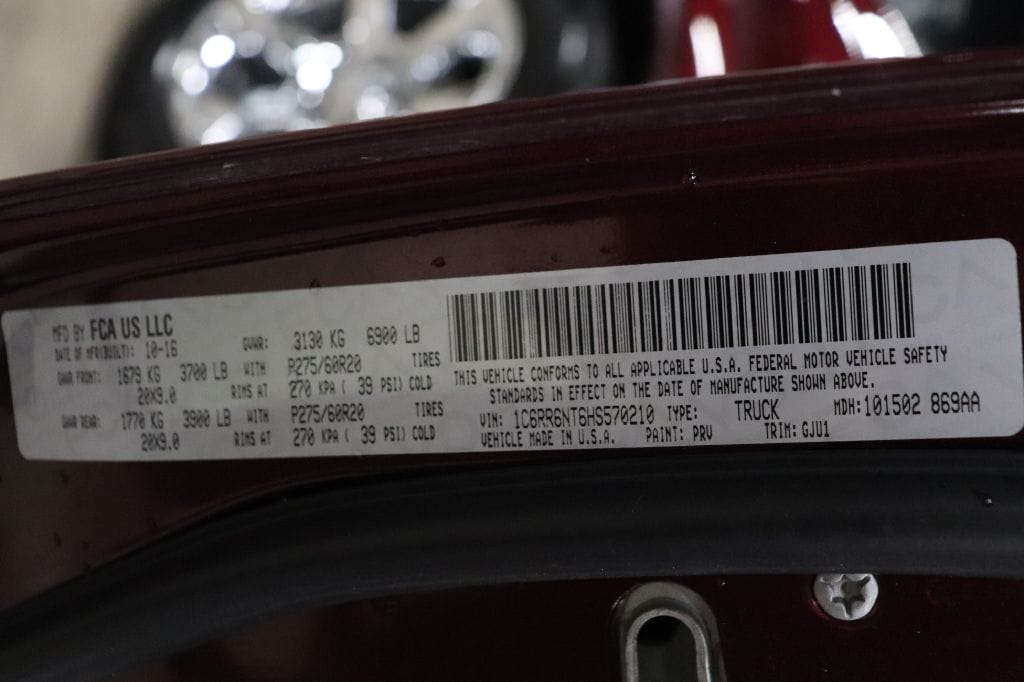 MFD BY FCA US LLC
DATE OF MFR(BUILT): 10-16 GVWR: 3130 KG 6900 LB
GAWR FRONT: 1679 KG 3700 LB WITH P275/60R20 TIRES
20X9.0 RIMS AT 270 KPA ( 39 PSI) COLD
GAWR REAR: 1770 KG 3900 LB WITH P275/60R20 TIRES
20X9.0 RIMS AT 270 KPA ( 39 PSI) COLD
THIS VEHICLE CONFORMS TO ALL APPLICABLE U.S.A. FEDERAL MOTOR VEHICLE SAFETY
STANDARDS IN EFFECT ON THE DATE OF MANUFACTURE SHOWN ABOVE.
VIN: 1C6RR6NT6HS570210 TYPE: TRUCK MDH:101502 869AA
VEHICLE MADE IN U.S.A. PAINT: PRV TRIM: GJU1